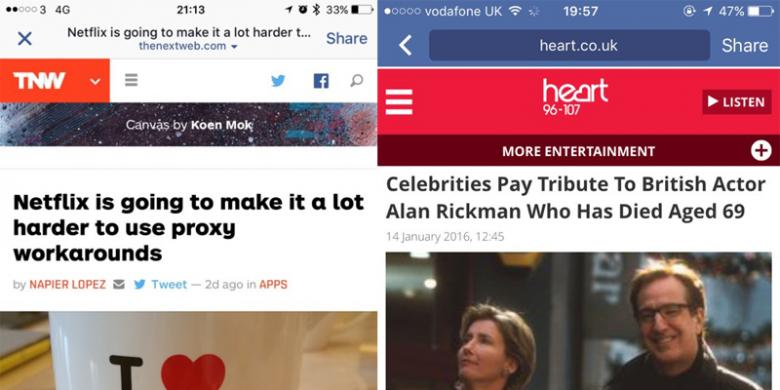 3 4G 21:13 33%
Netflix is going to make it a lot harder t...
thenextweb.com
Share
TNW
Canvas by Koen Mok
Netflix is going to make it a lot
harder to use proxy
workarounds
by NAPIER LOPEZ Tweet — 2d ago in APPS
I
vodafone UK 19:57 47%
heart.co.uk Share
heart
96-107
LISTEN
MORE ENTERTAINMENT
Celebrities Pay Tribute To British Actor
Alan Rickman Who Has Died Aged 69
14 January 2016, 12:45